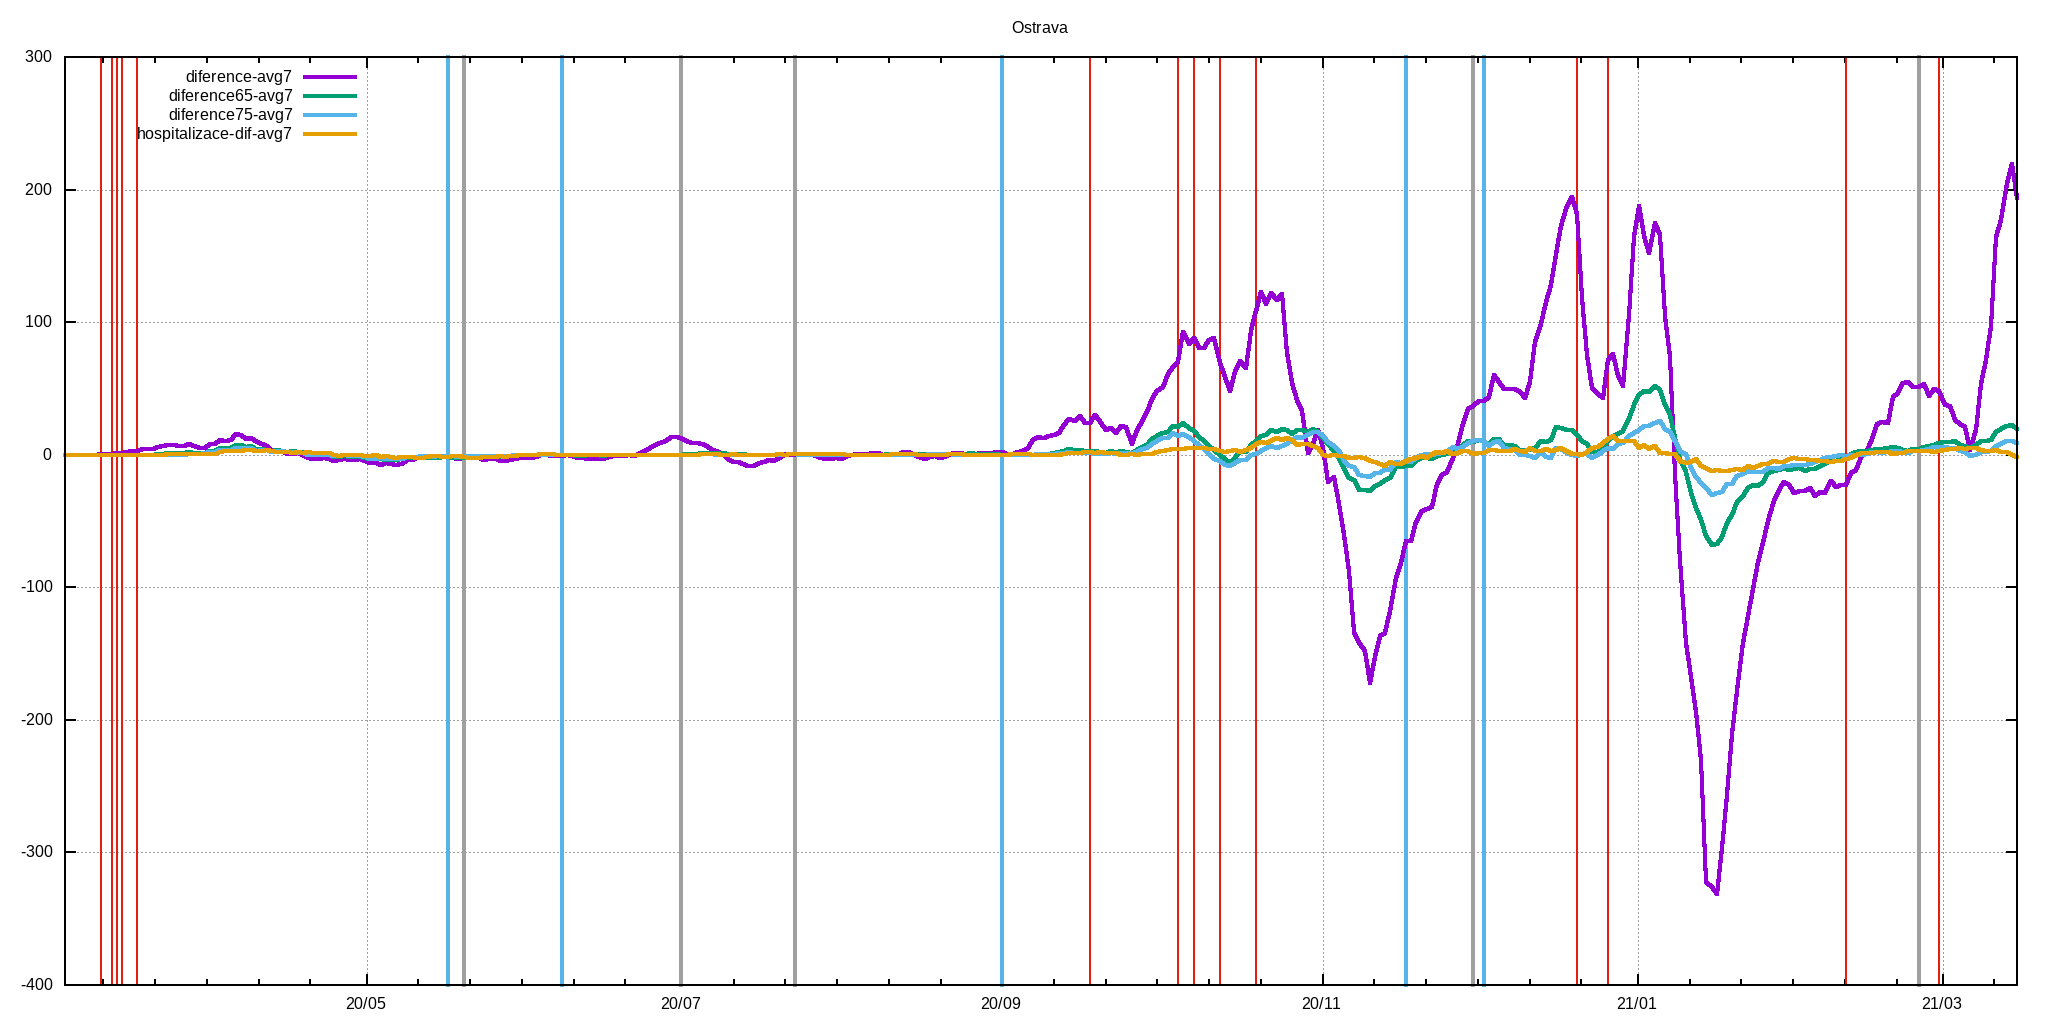 Ostrava
300
200
100
0
-100
-200
-300
-400
diference-avg7
diference65-avg7
diference75-avg7
hospitalizace-dif-avg7
20/05
20/07
20/09
20/11
21/01
21/03